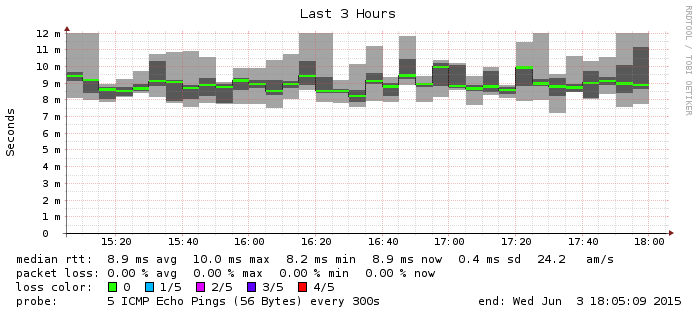 Last 3 Hours
RRDTOOL / TOBI OETIKER
Seconds
12 m
11 m
10 m
9 m
8 m
7 m
6 m
5 m
4 m
3 m
2 m
1 m
0
15:20 15:40 16:00 16:20 16:40 17:00 17:20 17:40 18:00
median rtt: 8.9 ms avg 10.0 ms max 8.2 ms min 8.9 ms now 0.4 ms sd 24.2 am/s
packet loss: 0.00 % avg 0.00 % max 0.00 % min 0.00 % now
loss color: 0 1/5 2/5 3/5 4/5
probe: 5 ICMP Echo Pings (56 Bytes) every 300s end: Wed Jun 3 18:05:09 2015